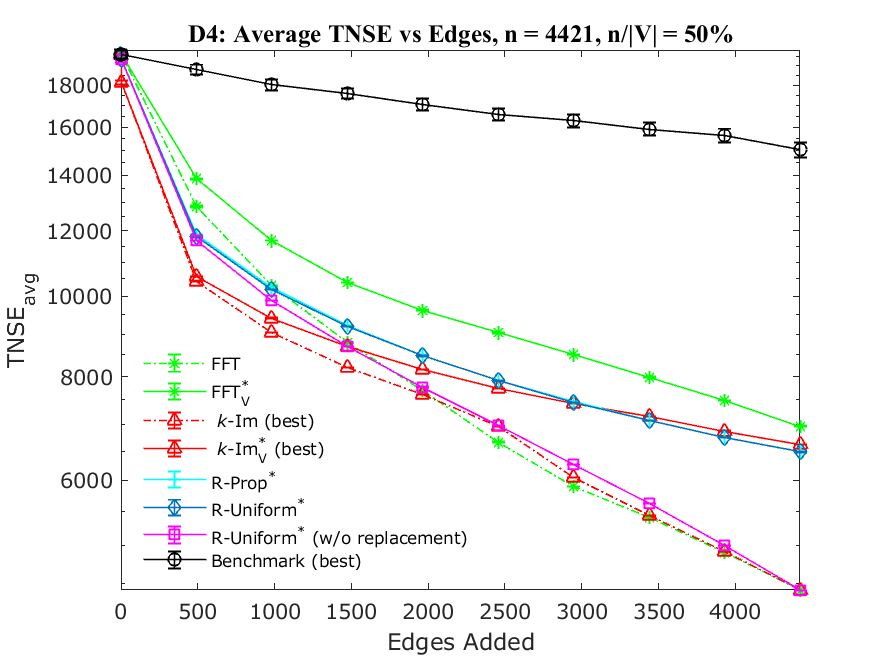 D4: Average TNSE vs Edges, n = 4421, n/|V| = 50%
18000
16000
14000
12000
10000
8000
6000
TNSE_avg
FFT
FFT*_V
k-Im (best)
k-Im*_V (best)
R-Prop*
R-Uniform*
R-Uniform* (w/o replacement)
Benchmark (best)
0 500 1000 1500 2000 2500 3000 3500 4000
Edges Added